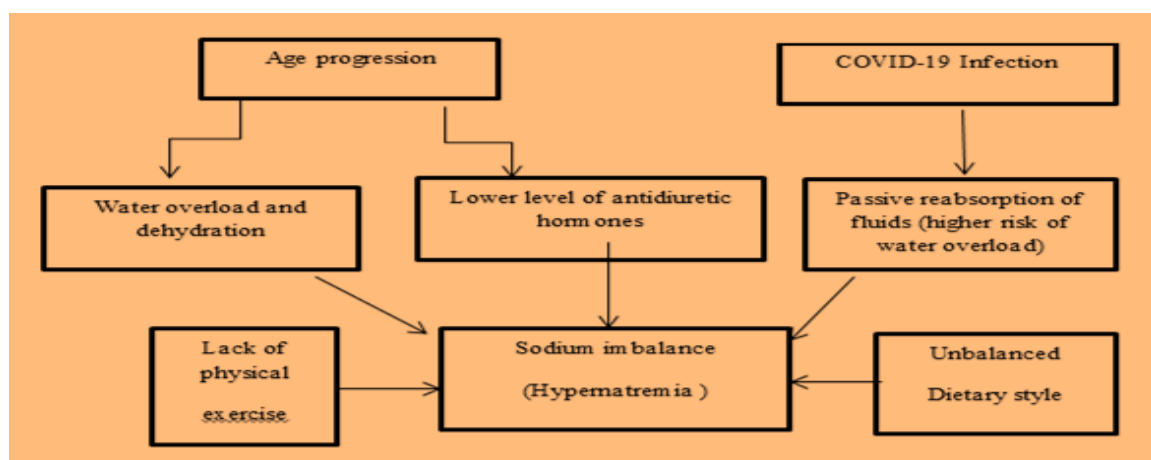 Age progression
COVID-19 Infection
Water overload and
dehydration
Lower level of antidiuretic
hormones
Passive reabsorption of
fluids (higher risk of
water overload)
Lack of
physical
exercise
Sodium imbalance
(Hypernatremia )
Unbalanced
Dietary style